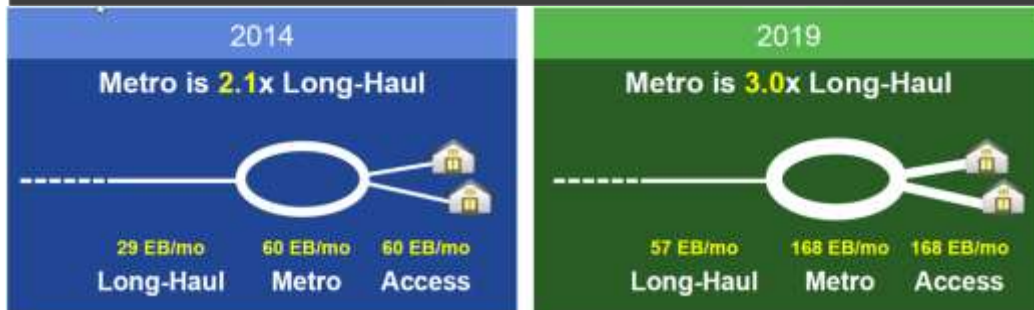 2014
Metro is 2.1x Long-Haul
29 EB/mo 60 EB/mo 60 EB/mo
Long-Haul Metro Access
2019
Metro is 3.0x Long-Haul
57 EB/mo 168 EB/mo 168 EB/mo
Long-Haul Metro Access